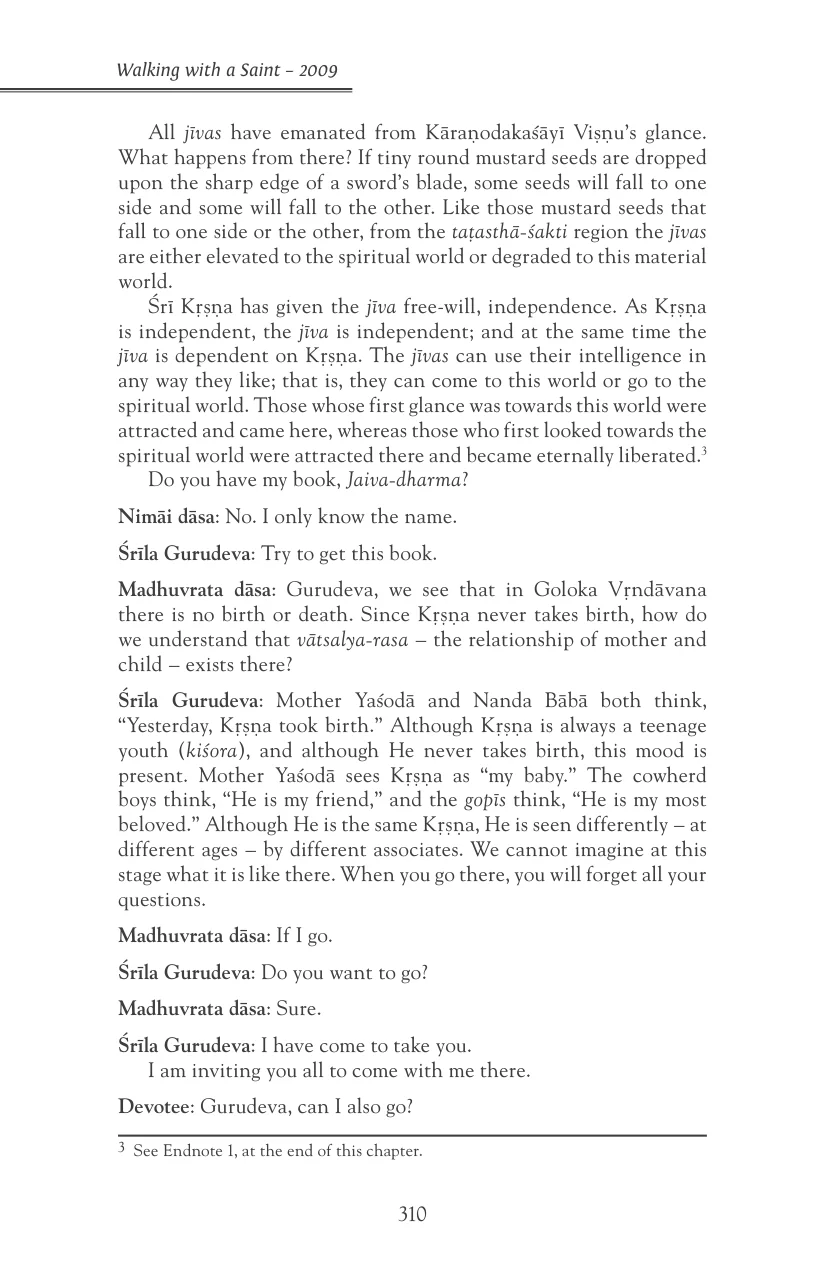 Walking with a Saint – 2009
All jīvas have emanated from Kāraṇodakaśāyī Viṣṇu’s glance.
What happens from there? If tiny round mustard seeds are dropped
upon the sharp edge of a sword’s blade, some seeds will fall to one
side and some will fall to the other. Like those mustard seeds that
fall to one side or the other, from the taṭasthā-śakti region the jīvas
are either elevated to the spiritual world or degraded to this material
world.
Śrī Kṛṣṇa has given the jīva free-will, independence. As Kṛṣṇa
is independent, the jīva is independent; and at the same time the
jīva is dependent on Kṛṣṇa. The jīvas can use their intelligence in
any way they like; that is, they can come to this world or go to the
spiritual world. Those whose first glance was towards this world were
attracted and came here, whereas those who first looked towards the
spiritual world were attracted there and became eternally liberated.3
Do you have my book, Jaiva-dharma?
Nimāi dāsa: No. I only know the name.
Śrīla Gurudeva: Try to get this book.
Madhuvrata dāsa: Gurudeva, we see that in Goloka Vṛndāvana
there is no birth or death. Since Kṛṣṇa never takes birth, how do
we understand that vātsalya-rasa – the relationship of mother and
child – exists there?
Śrīla Gurudeva: Mother Yaśodā and Nanda Bābā both think,
“Yesterday, Kṛṣṇa took birth.” Although Kṛṣṇa is always a teenage
youth (kiśora), and although He never takes birth, this mood is
present. Mother Yaśodā sees Kṛṣṇa as “my baby.” The cowherd
boys think, “He is my friend,” and the gopīs think, “He is my most
beloved.” Although He is the same Kṛṣṇa, He is seen differently – at
different ages – by different associates. We cannot imagine at this
stage what it is like there. When you go there, you will forget all your
questions.
Madhuvrata dāsa: If I go.
Śrīla Gurudeva: Do you want to go?
Madhuvrata dāsa: Sure.
Śrīla Gurudeva: I have come to take you.
I am inviting you all to come with me there.
Devotee: Gurudeva, can I also go?
3 See Endnote 1, at the end of this chapter.
310